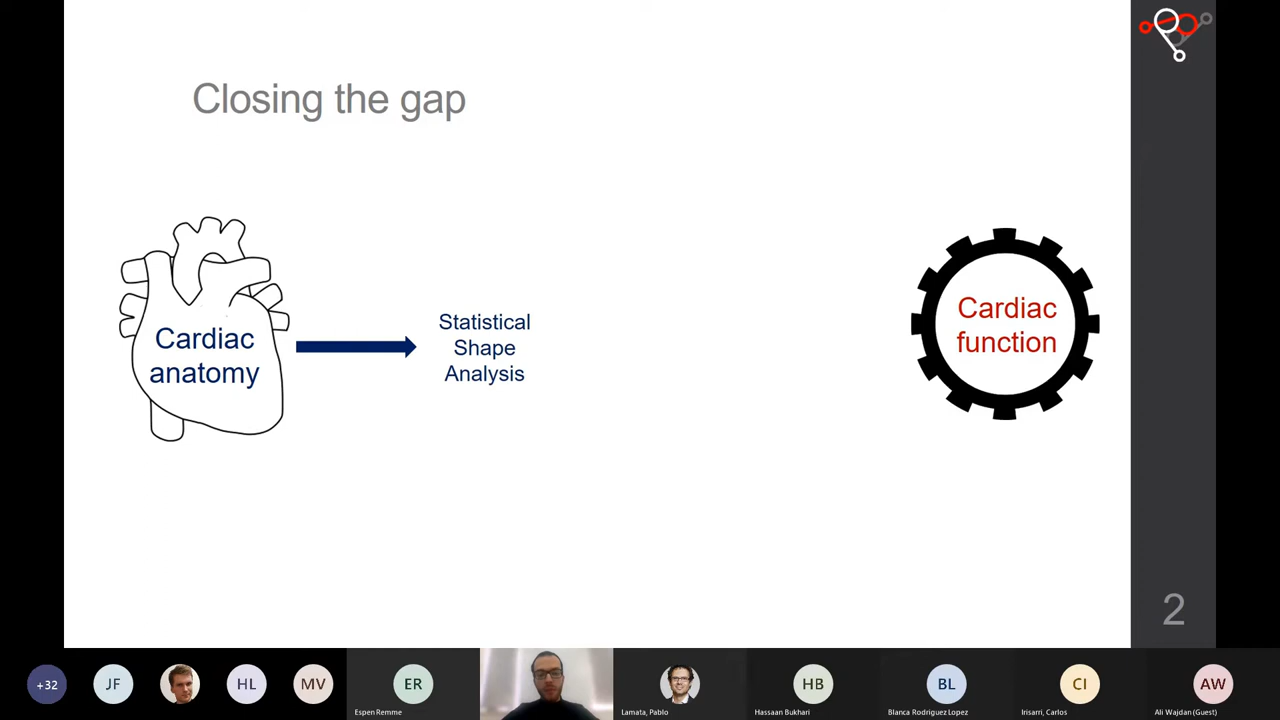 Closing the gap
Cardiac
anatomy
Statistical
Shape
Analysis
Cardiac
function
2
+32
JF
HL
MV
ER
Espen Remme
Lamata, Pablo
HB
Hassaan Bukhari
BL
Blanca Rodriguez Lopez
CI
Irisarri, Carlos
AW
Ali Wajdan (Guest)